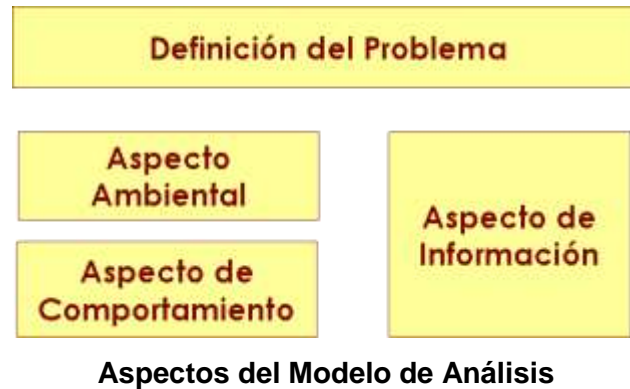 Definición del Problema
Aspecto
Ambiental
Aspecto de
Comportamiento
Aspecto de
Información
Aspectos del Modelo de Análisis